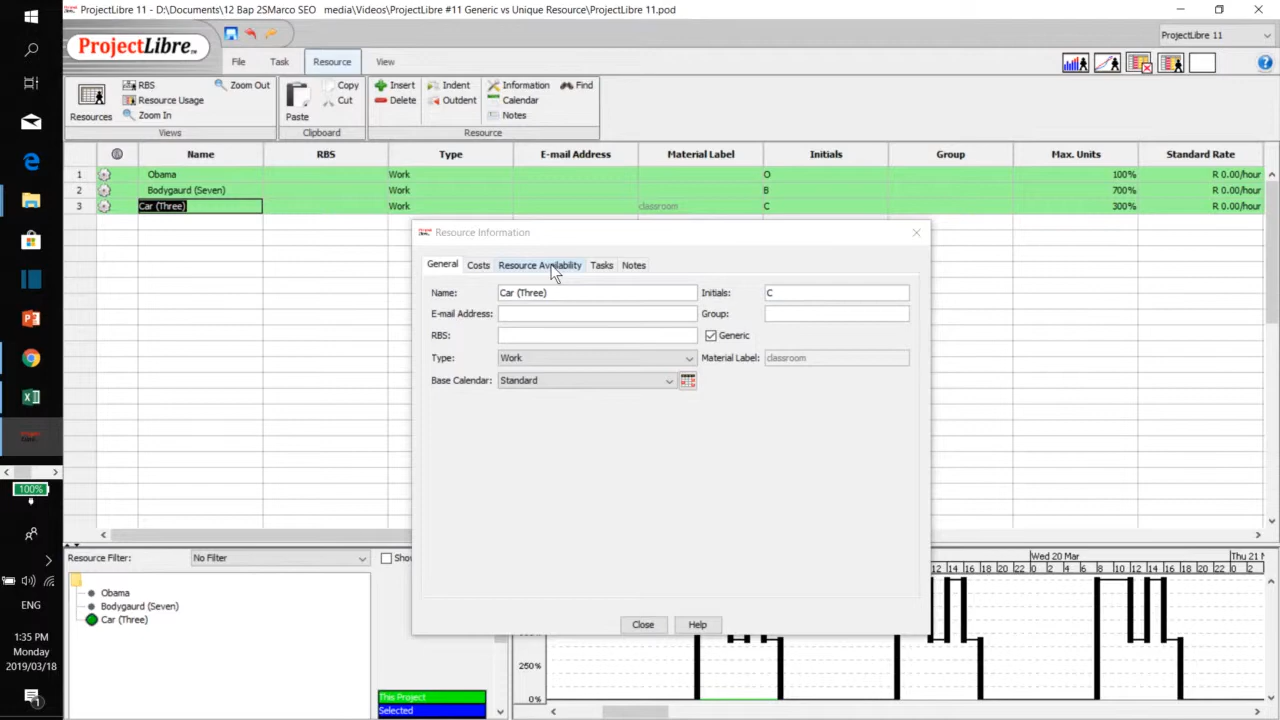 ProjectLibre 11 - D:\Documents\12 Bap 2SMarco SEO media\Videos\ProjectLibre #11 Generic vs Unique Resource\ProjectLibre 11.pod
ProjectLibre
ProjectLibre 11
File Task Resource View
RBS Zoom Out Copy Insert Indent Information Find
Resource Usage Cut Delete Outdent Calendar
Resources Zoom In Paste Notes
Views Clipboard Resource
Name RBS Type E-mail Address Material Label Initials Group Max. Units Standard Rate
1 Obama Work O 100% R 0.00/hour
2 Bodygaurd (Seven) Work B 700% R 0.00/hour
3 Car (Three) Work classroom C 300% R 0.00/hour
Resource Information
General Costs Resource Availability Tasks Notes
Name: Car (Three) Initials: C
E-mail Address: Group:
RBS: Generic
Type: Work Material Label: classroom
Base Calendar: Standard
Close Help
100%
Resource Filter: No Filter
Obama
Bodygaurd (Seven)
Car (Three)
This Project
Selected
Wed 20 Mar
12 14 16 18 20 22 0 2 4 6 8 10 12 14 16 18 20 22 0 2
250%
0%
ENG
1:35 PM
Monday
2019/03/18
1